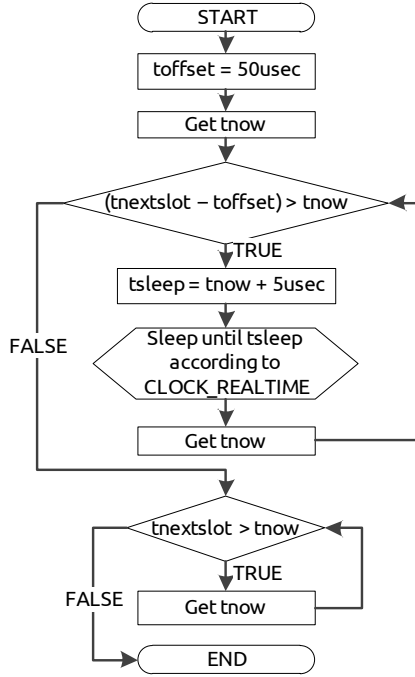 START
toffset = 50usec
Get tnow
(tnextslot – toffset) > tnow
TRUE
tsleep = tnow + 5usec
FALSE
Sleep until tsleep
according to
CLOCK_REALTIME
Get tnow
tnextslot > tnow
TRUE
FALSE
Get tnow
END